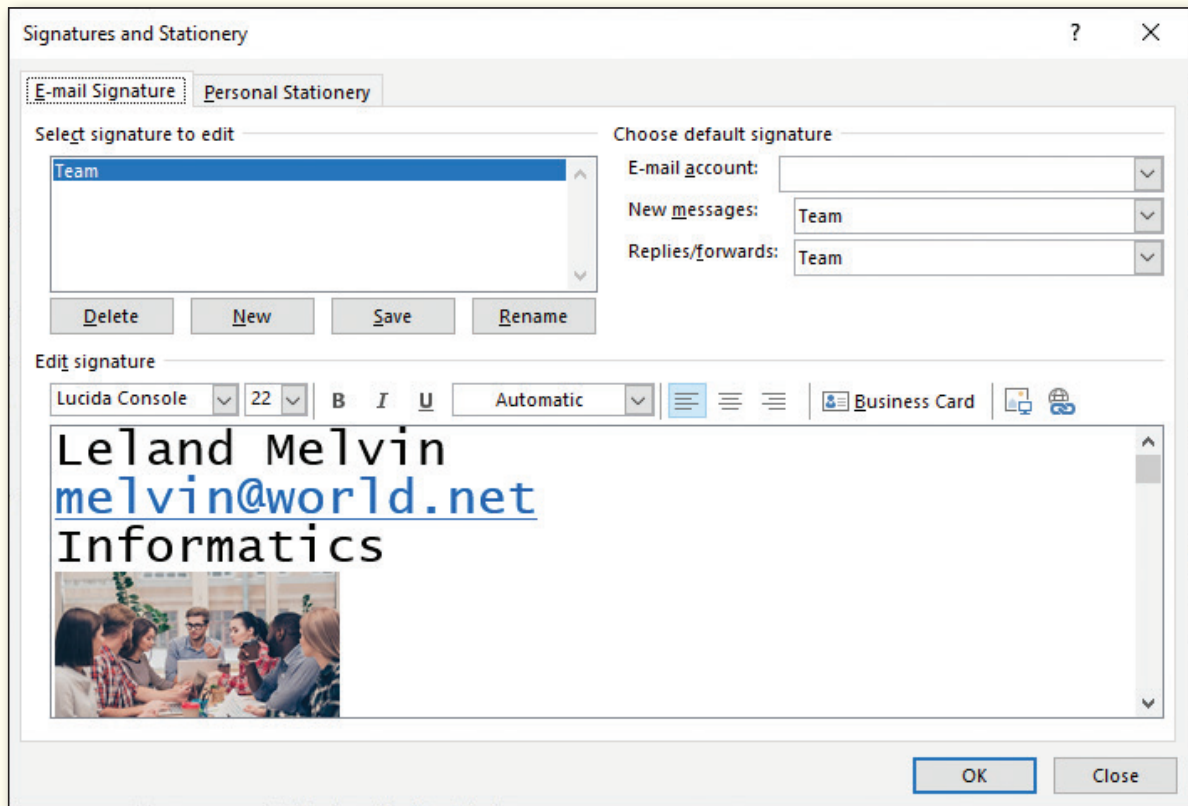 Signatures and Stationery ?
E-mail Signature Personal Stationery
Select signature to edit
Team
Delete New Save Rename
Choose default signature
E-mail account:
New messages: Team
Replies/forwards: Team
Edit signature
Lucida Console 22 B I U Automatic Business Card
Leland Melvin
melvin@world.net
Informatics
OK Close